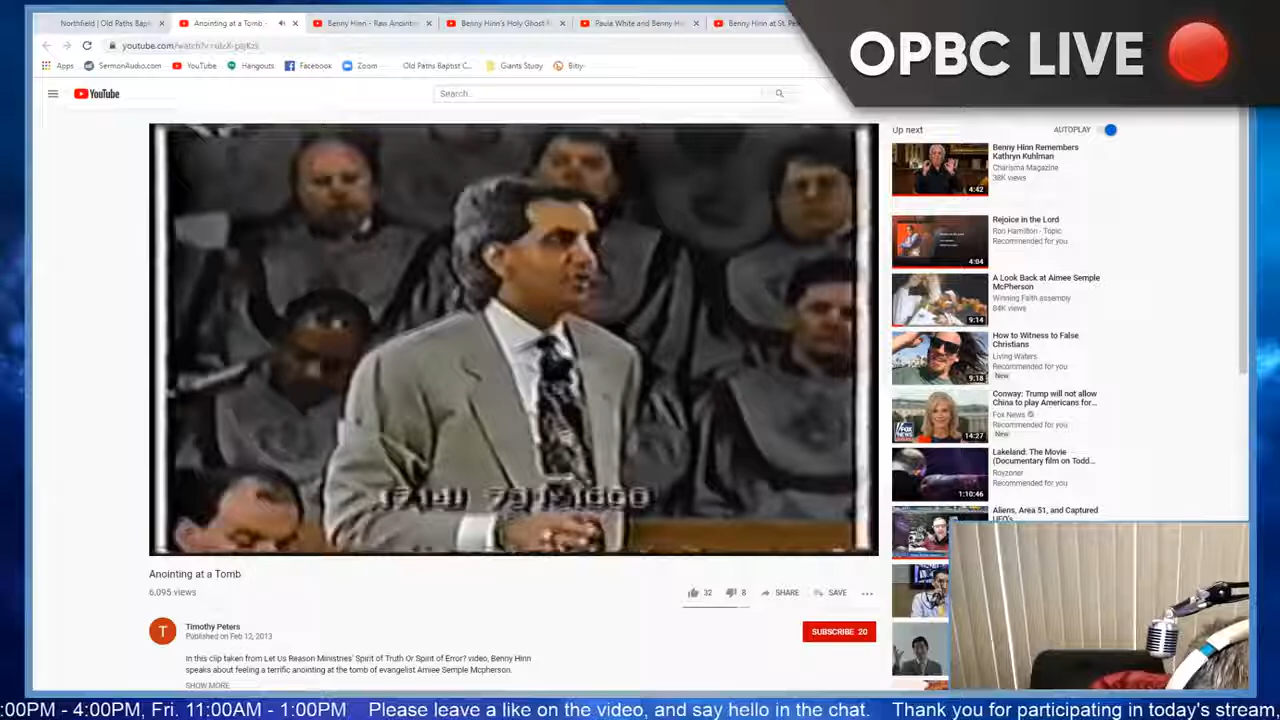 Northfield | Old Paths Bapti
Anointing at a Tomb -
Benny Hinn - Raw Anointin
Benny Hinn's Holy Ghost R
Paula White and Benny Hi
Benny Hinn at St. Pe
OPBC LIVE
Apps
SermonAudio.com
YouTube
Hangouts
Facebook
Zoom
Old Paths Baptist C...
Giants Study
Bitly
YouTube
Search...
Up next
AUTOPLAY
Benny Hinn Remembers
Kathryn Kuhlman
Charisma Magazine
38K views
4:42
Rejoice in the Lord
Ron Hamilton - Topic
Recommended for you
4:04
A Look Back at Aimee Semple
McPherson
Winning Faith assembly
84K views
9:14
How to Witness to False
Christians
Living Waters
Recommended for you
New
9:18
Conway: Trump will not allow
China to play Americans for...
Fox News
Recommended for you
New
14:27
Lakeland: The Movie
(Documentary film on Todd...
Royzoner
Recommended for you
1:10:46
Aliens, Area 51, and Captured
UFO's
(714) 731-1000
Anointing at a Tomb
6,095 views
32
8
SHARE
SAVE
T
Timothy Peters
Published on Feb 12, 2013
SUBSCRIBE 20
In this clip taken from Let Us Reason Ministries' Spirit of Truth Or Spirit of Error? video, Benny Hinn
speaks about feeling a terrific anointing at the tomb of evangelist Aimee Semple Mcpherson.
SHOW MORE
:00PM - 4:00PM, Fri. 11:00AM - 1:00PM Please leave a like on the video, and say hello in the chat. Thank you for participating in today's stream,